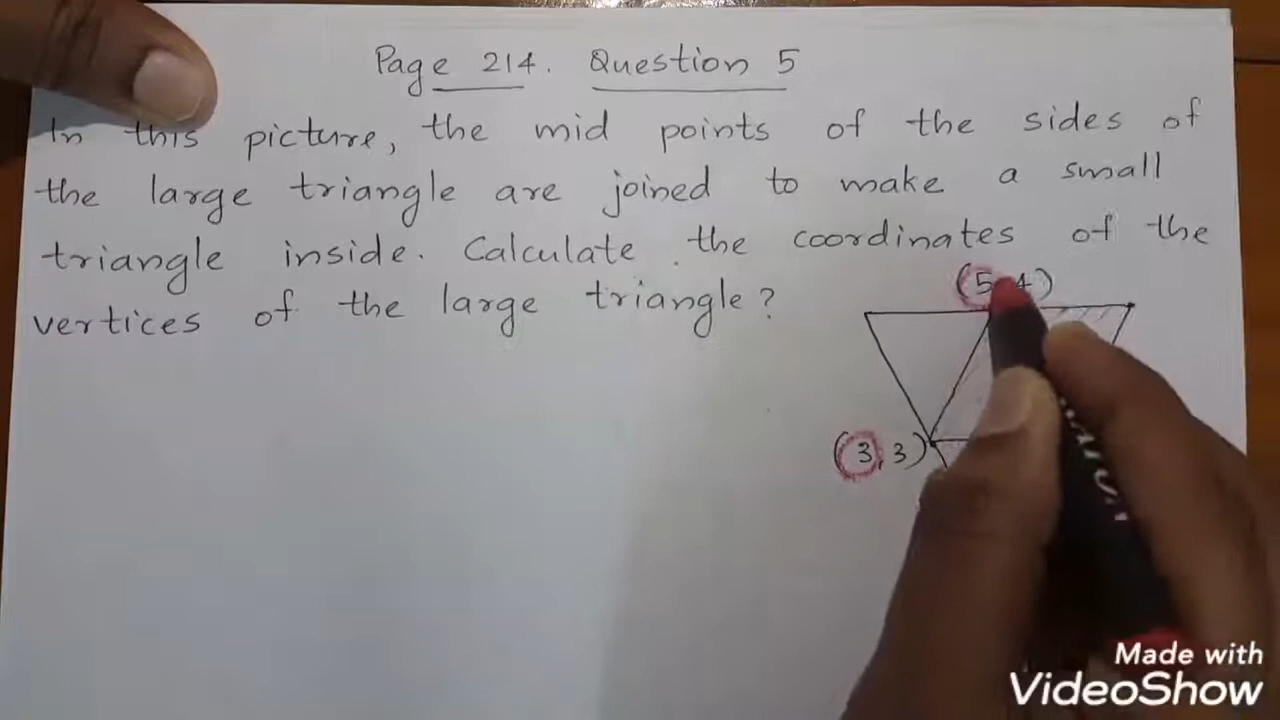 Page 214. Question 5
In this picture, the mid points of the sides of
the large triangle are joined to make a small
triangle inside. Calculate the coordinates of the
vertices of the large triangle?
(5, 4)
(3, 3)
Made with
VideoShow